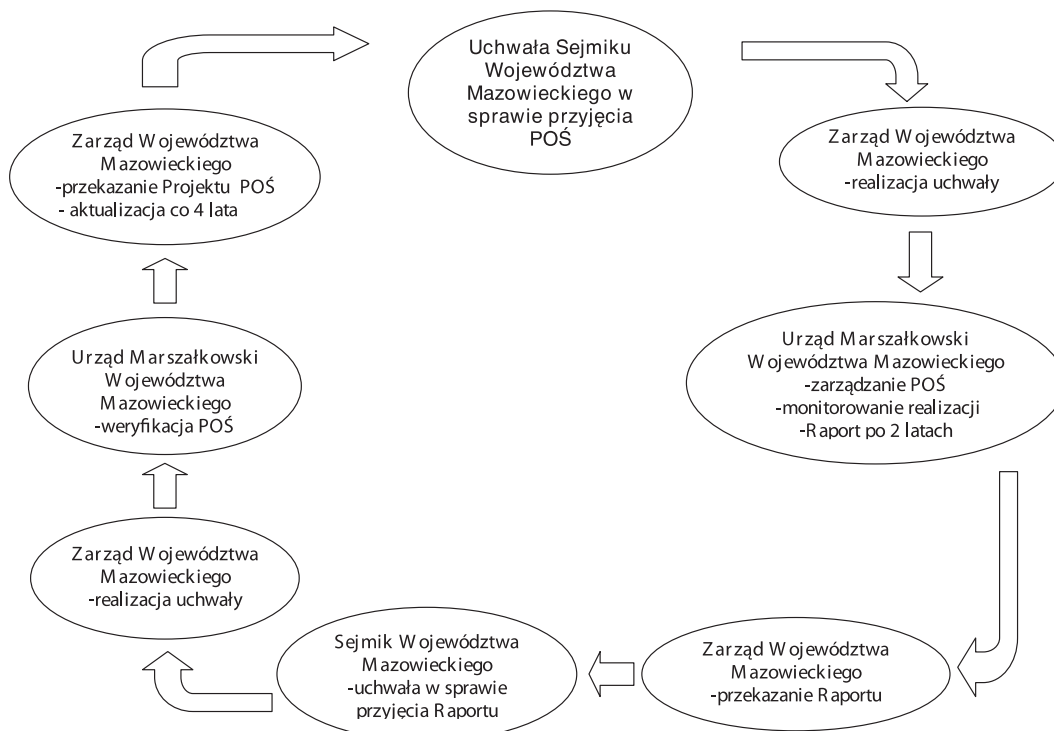 Uchwała Sejmiku
Województwa
Mazowieckiego w
sprawie przyjęcia
POŚ
Zarząd Województwa
Mazowieckiego
-realizacja uchwały
Urząd Marszałkowski
Województwa Mazowieckiego
-zarządzanie POŚ
-monitorowanie realizacji
-Raport po 2 latach
Zarząd Województwa
Mazowieckiego
-przekazanie Raportu
Sejmik Województwa
Mazowieckiego
-uchwała w sprawie
przyjęcia Raportu
Zarząd Województwa
Mazowieckiego
-realizacja uchwały
Urząd Marszałkowski
Województwa
Mazowieckiego
-weryfikacja POŚ
Zarząd Województwa
Mazowieckiego
-przekazanie Projektu POŚ
- aktualizacja co 4 lata